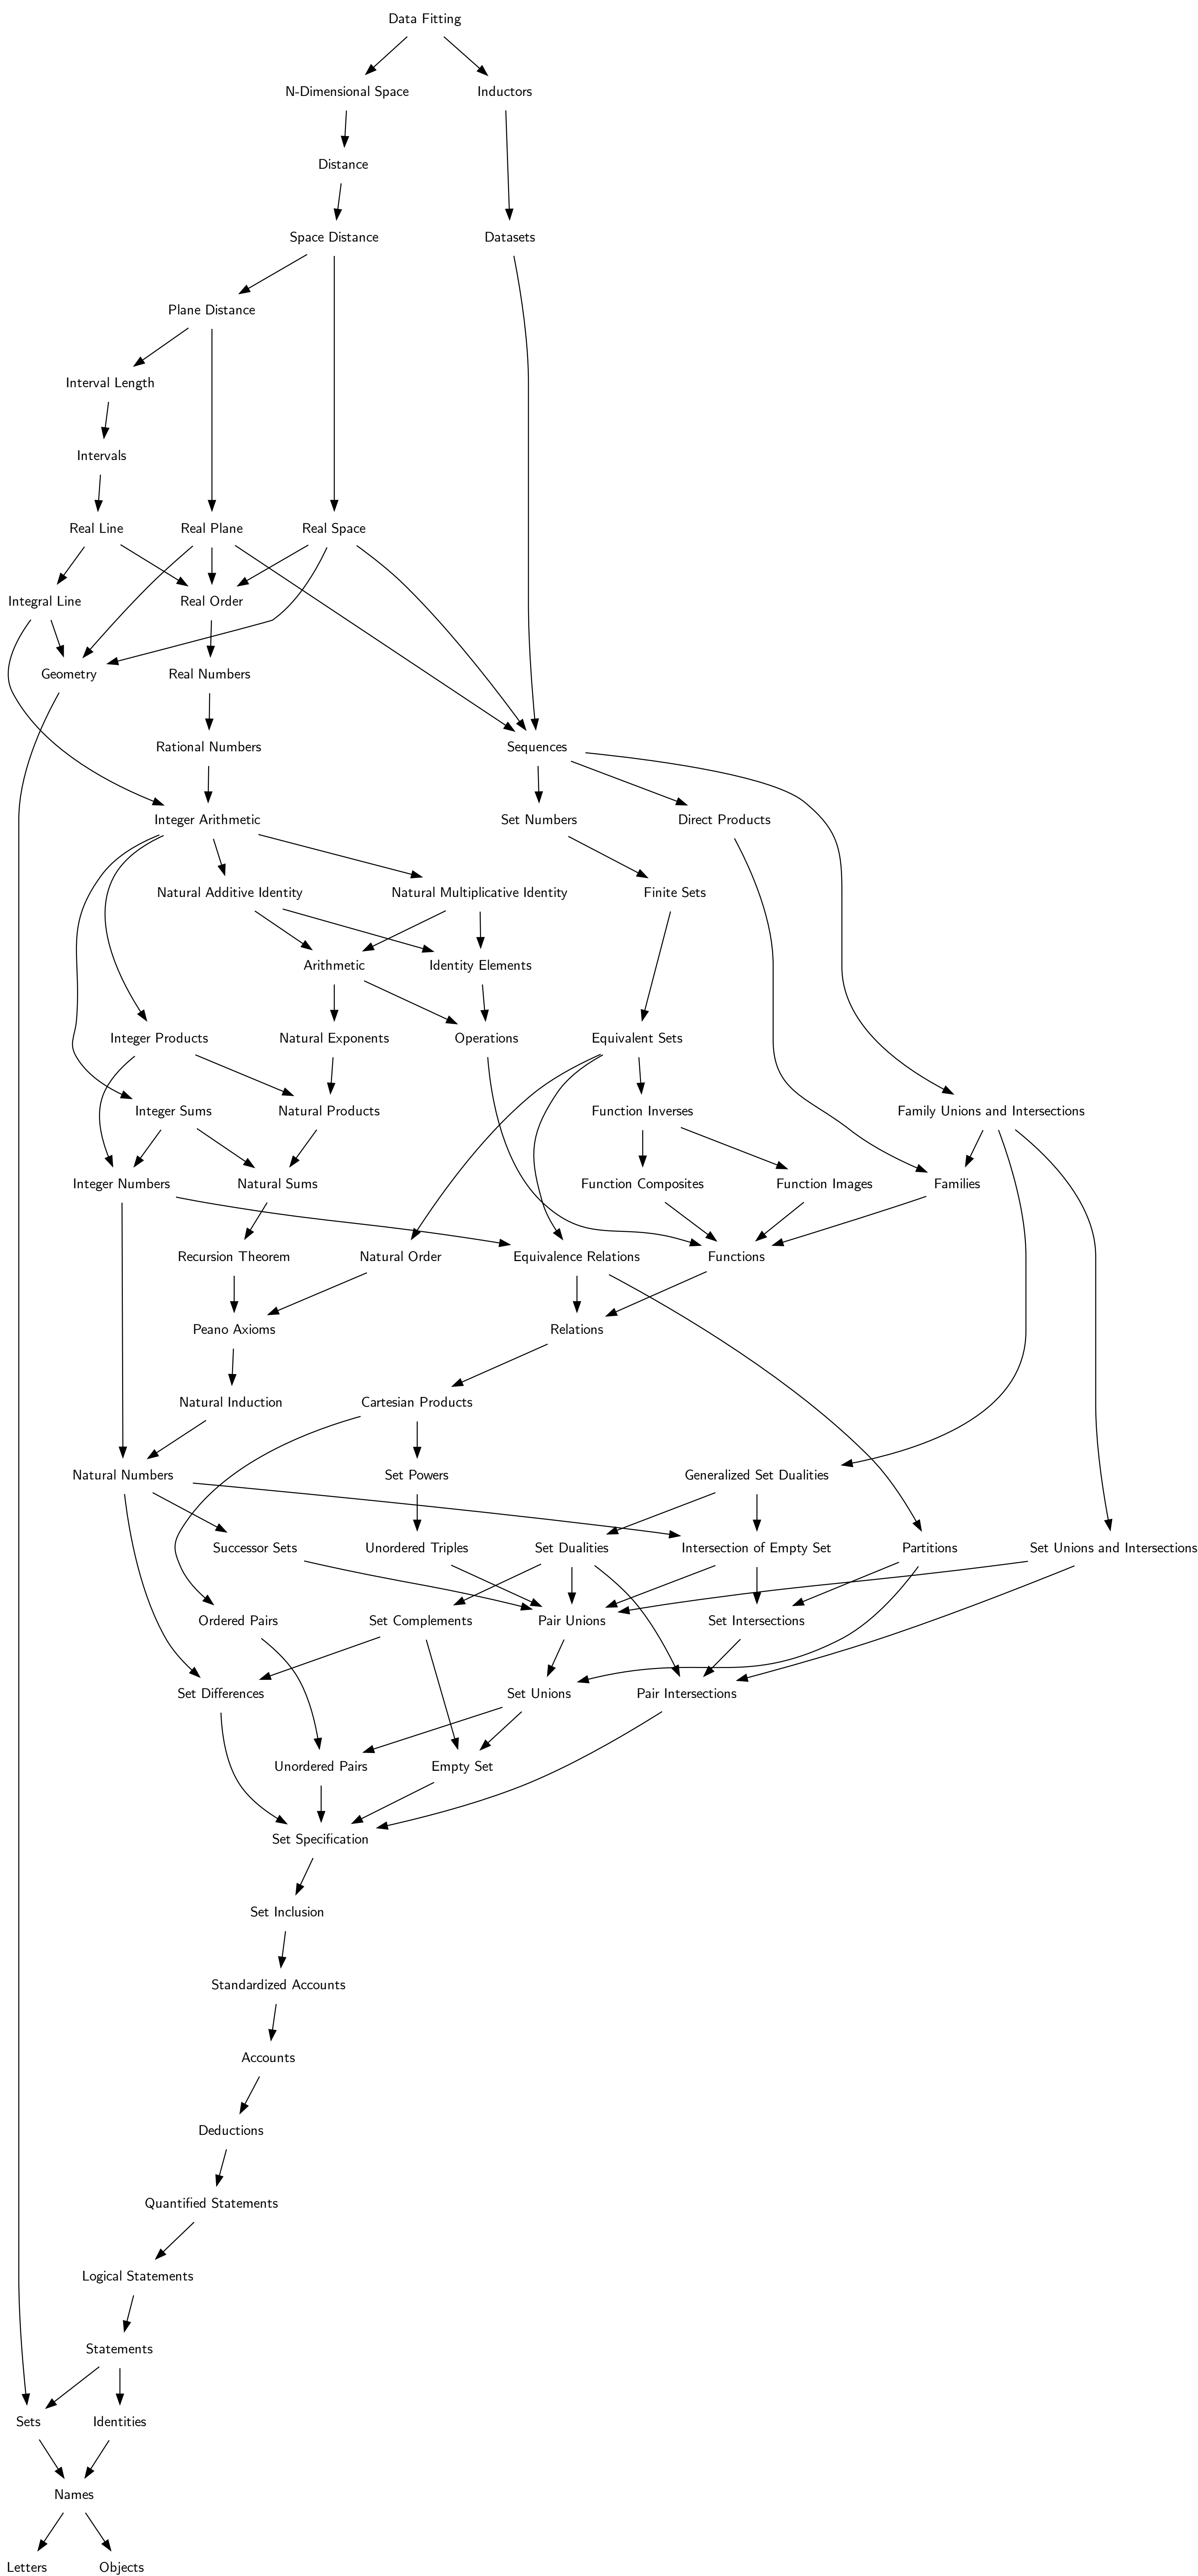 Data Fitting
N-Dimensional Space
Inductors
Distance
Space Distance
Datasets
Plane Distance
Interval Length
Intervals
Real Line
Real Plane
Real Space
Integral Line
Real Order
Geometry
Real Numbers
Rational Numbers
Sequences
Integer Arithmetic
Set Numbers
Direct Products
Natural Additive Identity
Natural Multiplicative Identity
Finite Sets
Arithmetic
Identity Elements
Integer Products
Natural Exponents
Operations
Equivalent Sets
Integer Sums
Natural Products
Function Inverses
Family Unions and Intersections
Integer Numbers
Natural Sums
Function Composites
Function Images
Families
Recursion Theorem
Natural Order
Equivalence Relations
Functions
Peano Axioms
Relations
Natural Induction
Cartesian Products
Natural Numbers
Set Powers
Generalized Set Dualities
Successor Sets
Unordered Triples
Set Dualities
Intersection of Empty Set
Partitions
Set Unions and Intersections
Ordered Pairs
Set Complements
Pair Unions
Set Intersections
Set Differences
Set Unions
Pair Intersections
Unordered Pairs
Empty Set
Set Specification
Set Inclusion
Standardized Accounts
Accounts
Deductions
Quantified Statements
Logical Statements
Statements
Sets
Identities
Names
Letters
Objects